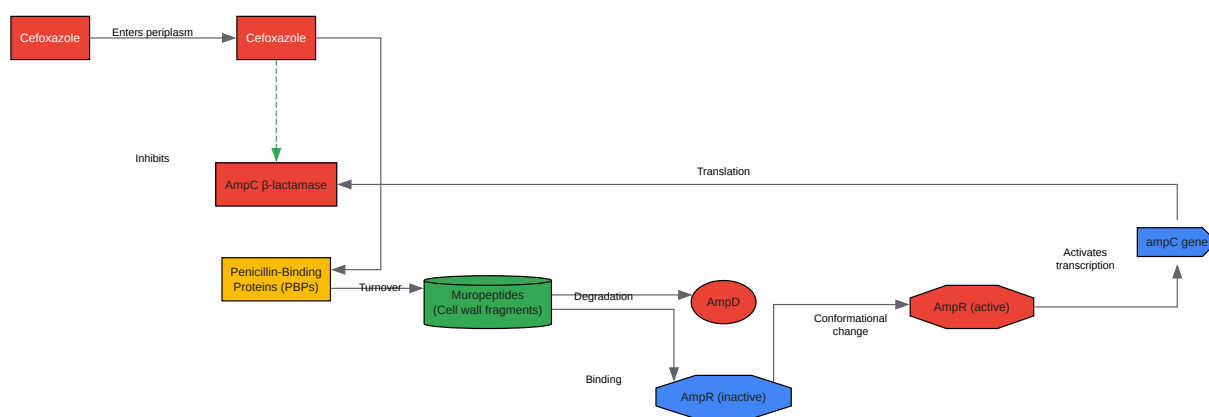 Cefoxazole
Enters periplasm
Cefoxazole
Inhibits
AmpC β-lactamase
Translation
ampC gene
Activates
transcription
Penicillin-Binding
Proteins (PBPs)
Turnover
Muropeptides
(Cell wall fragments)
Degradation
AmpD
Conformational
change
AmpR (active)
Binding
AmpR (inactive)